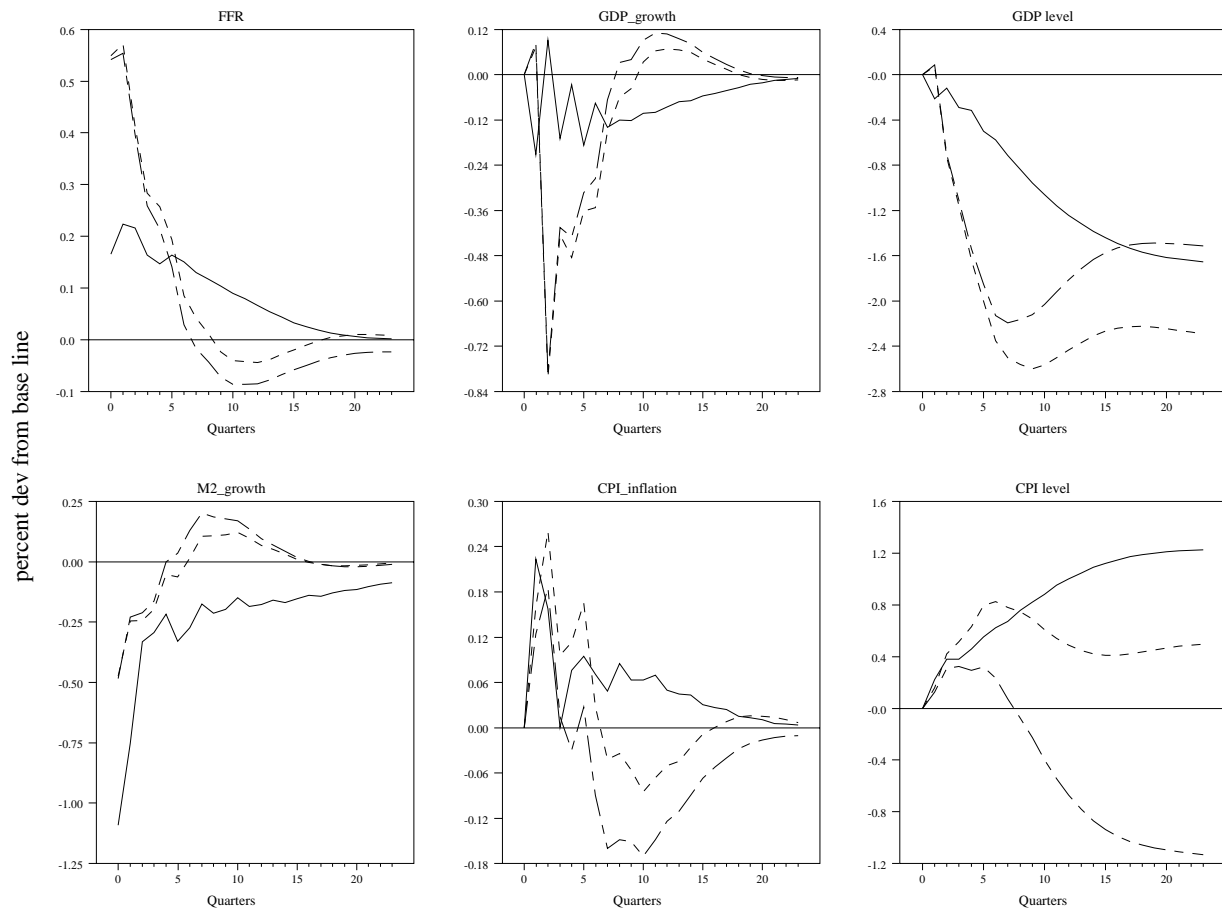 FFR
GDP_growth
GDP level
0.6
0.5
0.4
0.3
0.2
0.1
0.0
-0.1
0 5 10 15 20
Quarters
0.12
0.00
-0.12
-0.24
-0.36
-0.48
-0.60
-0.72
-0.84
0 5 10 15 20
Quarters
0.4
-0.0
-0.4
-0.8
-1.2
-1.6
-2.0
-2.4
-2.8
0 5 10 15 20
Quarters
percent dev from base line
M2_growth
CPI_inflation
CPI level
0.25
0.00
-0.25
-0.50
-0.75
-1.00
-1.25
0 5 10 15 20
Quarters
0.30
0.24
0.18
0.12
0.06
0.00
-0.06
-0.12
-0.18
0 5 10 15 20
Quarters
1.6
1.2
0.8
0.4
-0.0
-0.4
-0.8
-1.2
0 5 10 15 20
Quarters